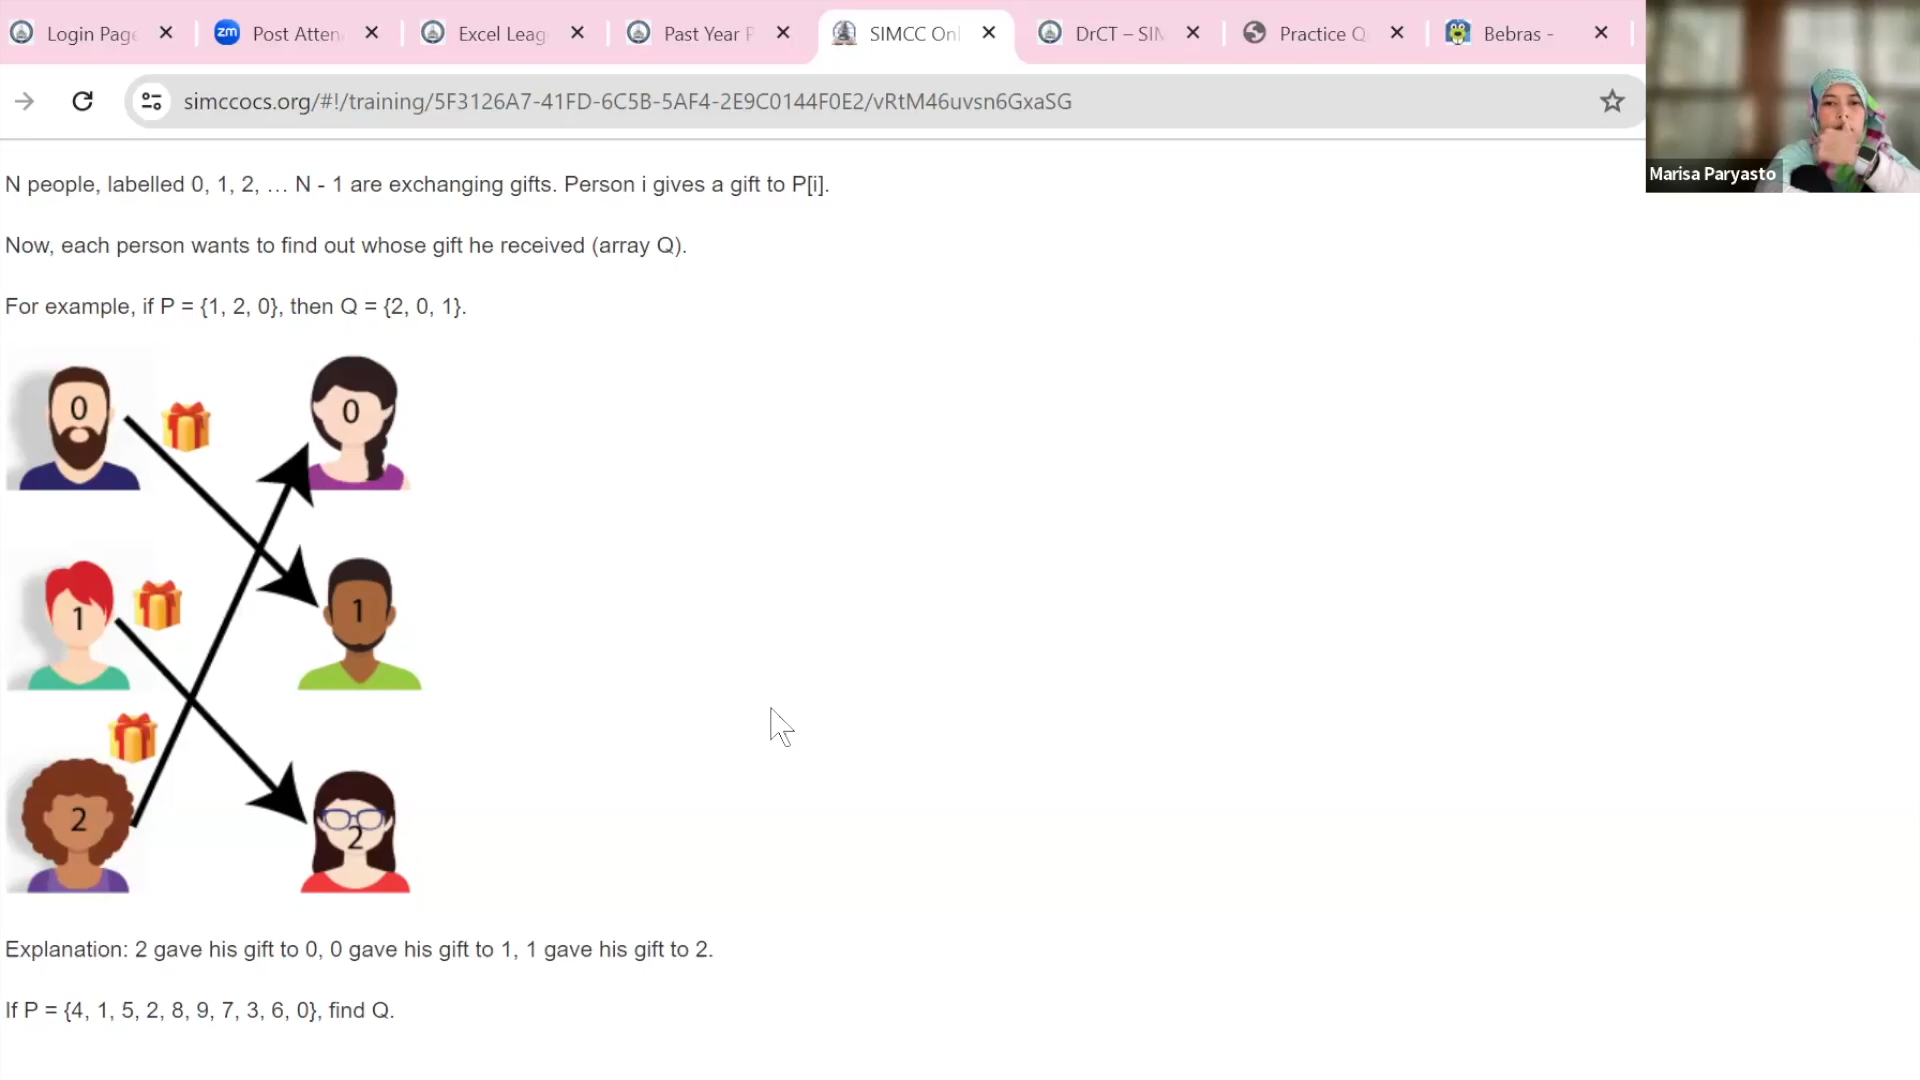 Login Page
zm
Post Atten
Excel Leag
Past Year P
SIMCC Onl
DrCT – SIM
Practice Q
Bebras -
simccocs.org/#!/training/5F3126A7-41FD-6C5B-5AF4-2E9C0144F0E2/vRtM46uvsn6GxaSG
Marisa Paryasto
N people, labelled 0, 1, 2, … N - 1 are exchanging gifts. Person i gives a gift to P[i].
Now, each person wants to find out whose gift he received (array Q).
For example, if P = {1, 2, 0}, then Q = {2, 0, 1}.
0
0
1
1
2
2
Explanation: 2 gave his gift to 0, 0 gave his gift to 1, 1 gave his gift to 2.
If P = {4, 1, 5, 2, 8, 9, 7, 3, 6, 0}, find Q.